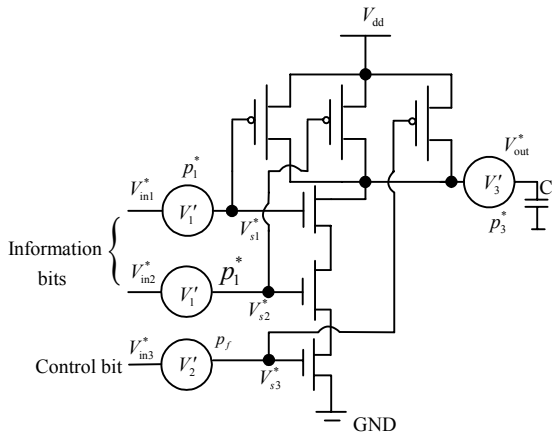 V_dd
V*_out
p*_1
V*_in1
V'_1
V*_s1
V'_3
C
p*_3
Information
bits
V*_in2
V'_1
p*_1
V*_s2
Control bit
V*_in3
V'_2
p_f
V*_s3
GND